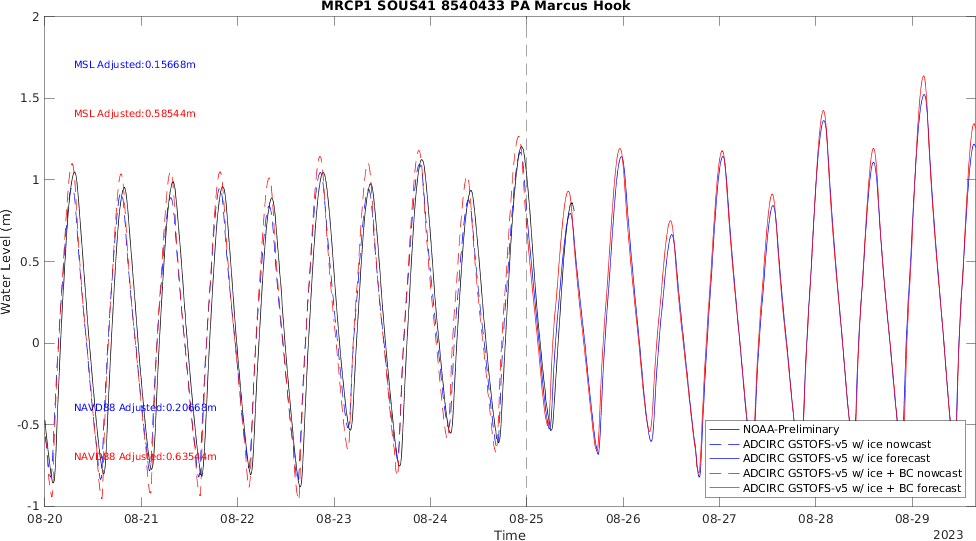 MRCP1 SOUS41 8540433 PA Marcus Hook
2
1.5
1
0.5
0
-0.5
-1
Water Level (m)
MSL Adjusted:0.15668m
MSL Adjusted:0.58544m
NAVD88 Adjusted:0.20668m
NAVD88 Adjusted:0.63544m
NOAA-Preliminary
ADCIRC GSTOFS-v5 w/ ice nowcast
ADCIRC GSTOFS-v5 w/ ice forecast
ADCIRC GSTOFS-v5 w/ ice + BC nowcast
ADCIRC GSTOFS-v5 w/ ice + BC forecast
08-20 08-21 08-22 08-23 08-24 08-25 08-26 08-27 08-28 08-29
Time
2023